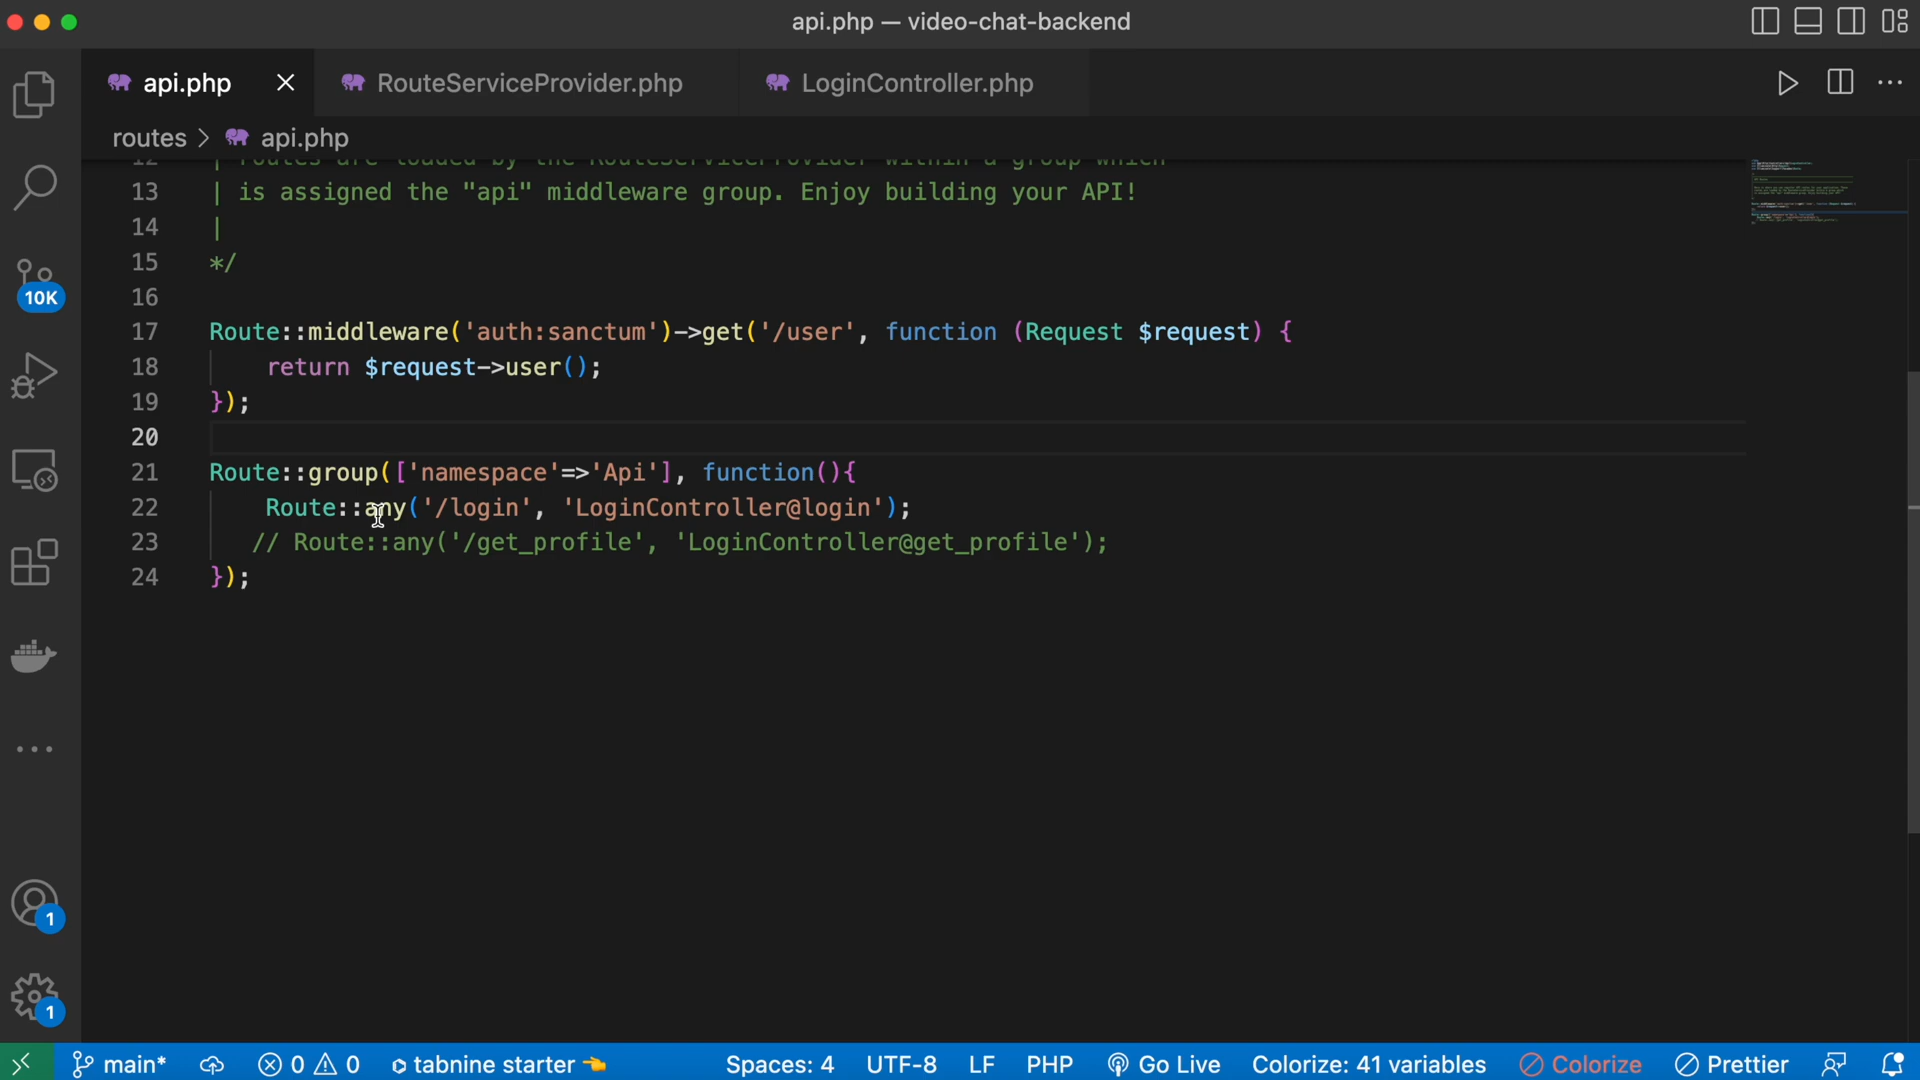 api.php — video-chat-backend
api.php
RouteServiceProvider.php
LoginController.php
routes > api.php
12 | routes are loaded by the RouteServiceProvider within a group which
13 | is assigned the "api" middleware group. Enjoy building your API!
14 |
15 */
16
17 Route::middleware('auth:sanctum')->get('/user', function (Request $request) {
18 return $request->user();
19 });
20
21 Route::group(['namespace'=>'Api'], function(){
22 Route::any('/login', 'LoginController@login');
23 // Route::any('/get_profile', 'LoginController@get_profile');
24 });
10K
1
1
main* 0 0 tabnine starter Spaces: 4 UTF-8 LF PHP Go Live Colorize: 41 variables Colorize Prettier